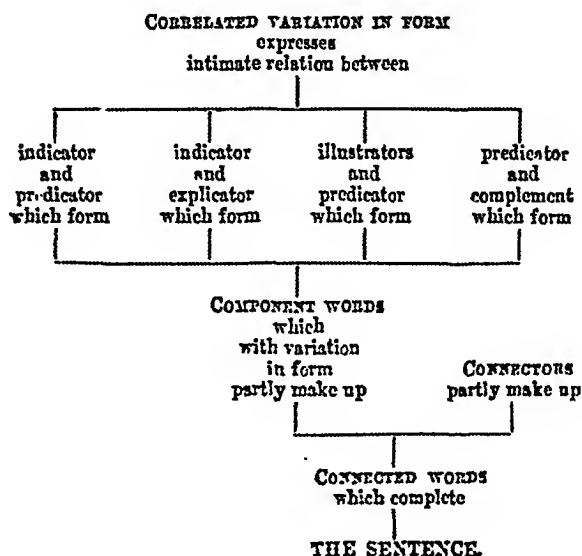 CORRELATED VARIATION IN FORM
expresses
intimate relation between
indicator
and
predicator
which form
indicator
and
explicator
which form
illustrators
and
predicator
which form
predicator
and
complement
which form
COMPONENT WORDS
which
with variation
in form
partly make up
CONNECTORS
partly make up
CONNECTED WORDS
which complete
THE SENTENCE.